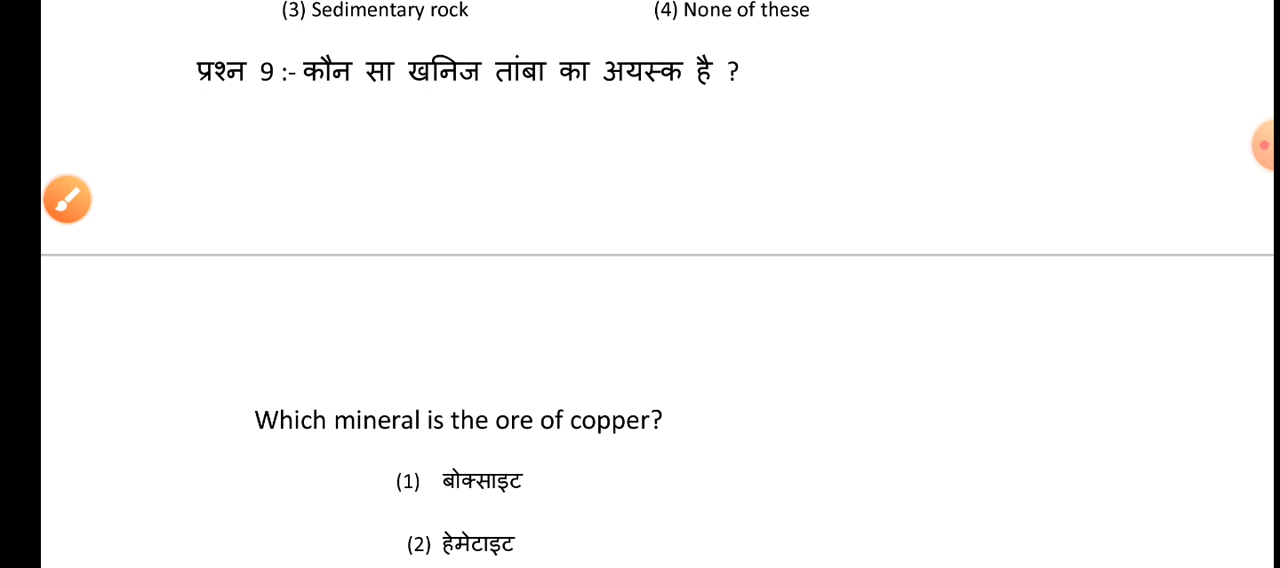 (3) Sedimentary rock (4) None of these
प्रश्न 9 :- कौन सा खनिज तांबा का अयस्क है ?
Which mineral is the ore of copper?
(1) बोक्साइट
(2) हेमेटाइट